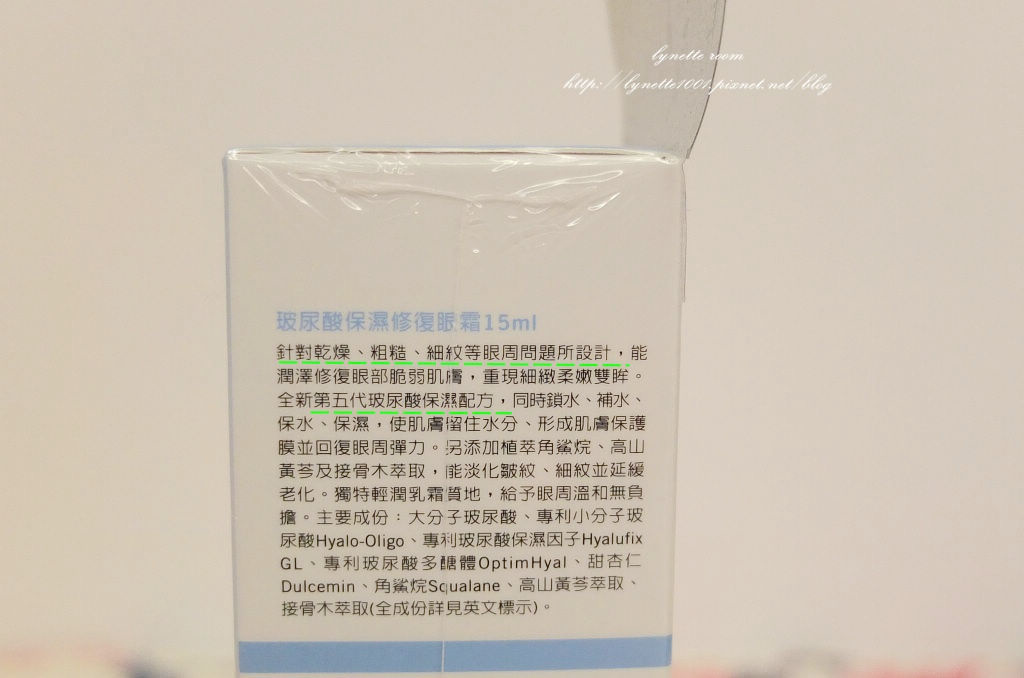 lynette room
http://lynette1001.pixnet.net/blog
玻尿酸保濕修復眼霜15ml
針對乾燥、粗糙、細紋等眼周問題所設計，能
潤澤修復眼部脆弱肌膚，重現細緻柔嫩雙眸。
全新第五代玻尿酸保濕配方，同時鎖水、補水、
保水、保濕，使肌膚留住水分、形成肌膚保護
膜並回復眼周彈力。另添加植萃角鯊烷、高山
黃芩及接骨木萃取，能淡化皺紋、細紋並延緩
老化。獨特輕潤乳霜質地，給予眼周溫和無負
擔。主要成份：大分子玻尿酸、專利小分子玻
尿酸Hyalo-Oligo、專利玻尿酸保濕因子Hyalufix
GL、專利玻尿酸多醣體OptimHyal、甜杏仁
Dulcemin、角鯊烷Squalane、高山黃芩萃取、
接骨木萃取(全成份詳見英文標示)。